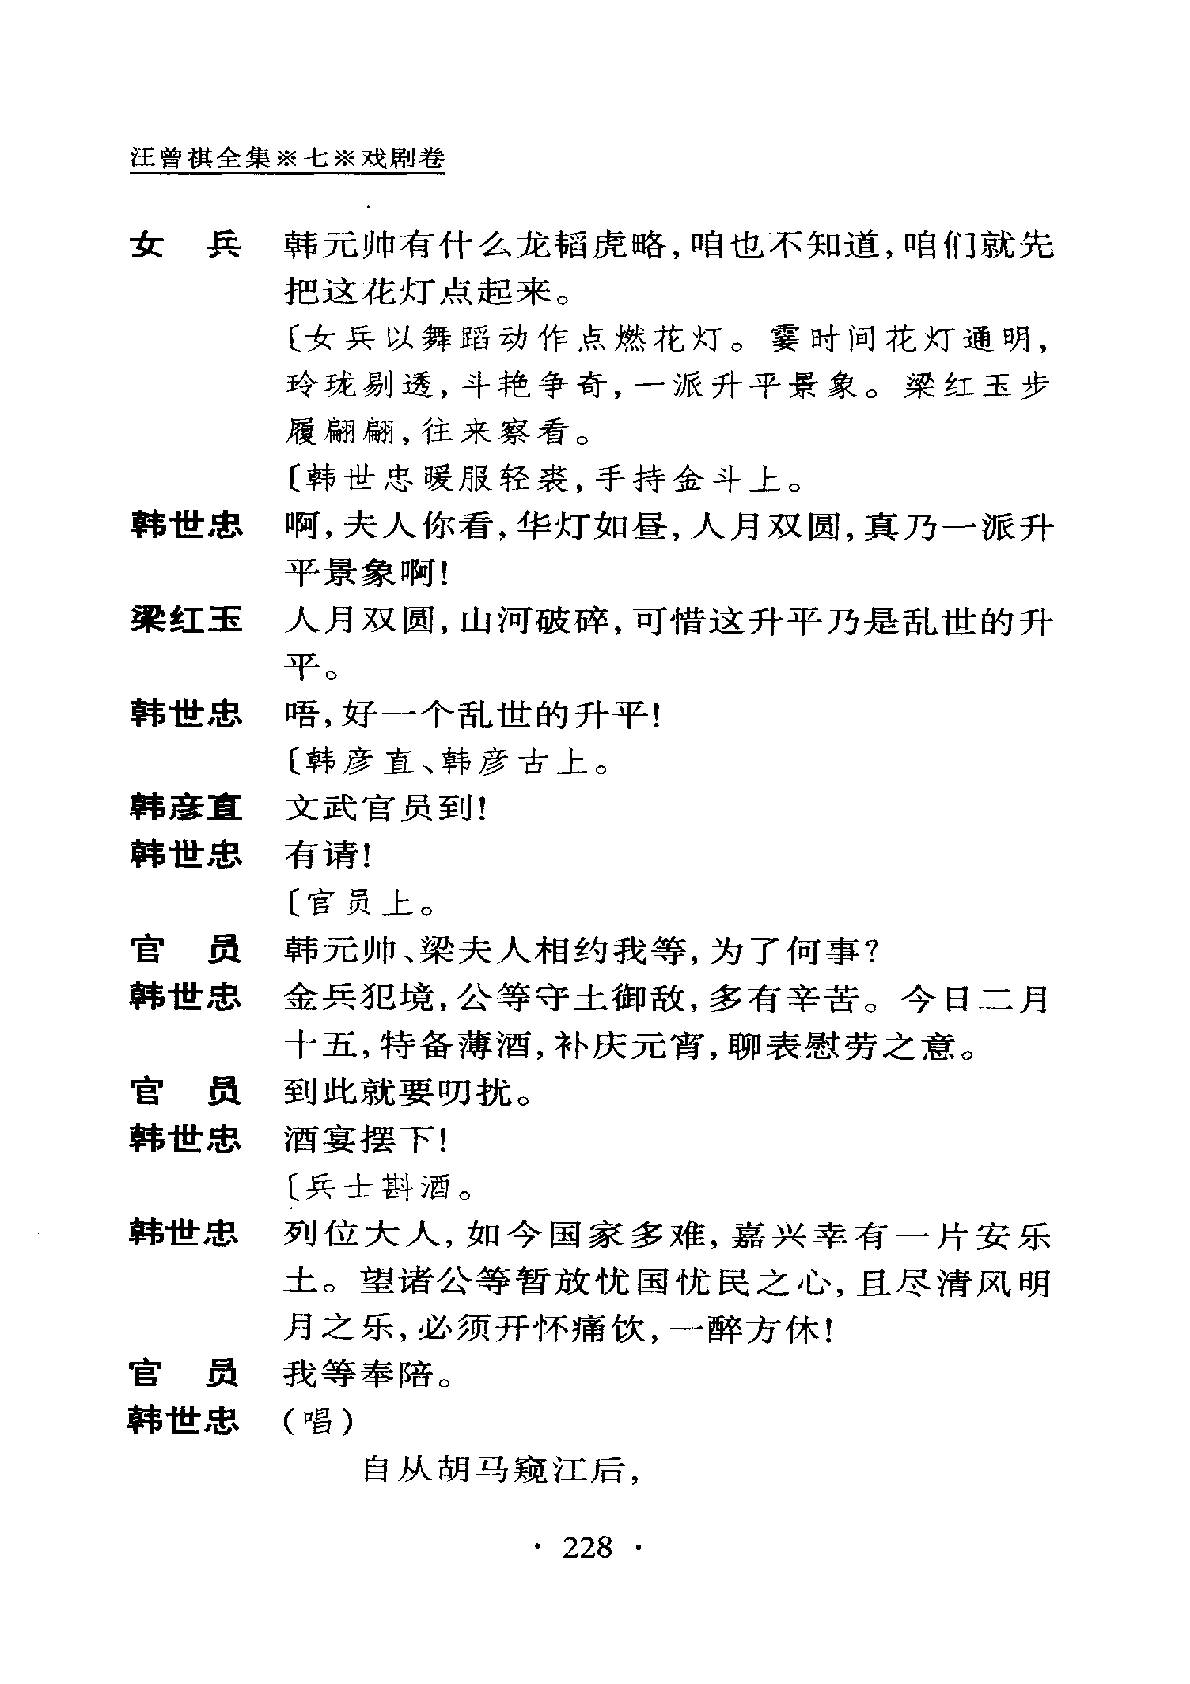 汪曾祺全集※七※戏剧卷
女　兵　韩元帅有什么龙韬虎略,咱也不知道,咱们就先
把这花灯点起来。
〔女兵以舞蹈动作点燃花灯。霎时间花灯通明,
玲珑剔透,斗艳争奇,一派升平景象。梁红玉步
履翩翩,往来察看。
〔韩世忠暖服轻裘,手持金斗上。
韩世忠　啊,夫人你看,华灯如昼,人月双圆,真乃一派升
平景象啊!
梁红玉　人月双圆,山河破碎,可惜这升平乃是乱世的升
平。
韩世忠　唔,好一个乱世的升平!
〔韩彦直、韩彦古上。
韩彦直　文武官员到!
韩世忠　有请!
〔官员上。
官　员　韩元帅、梁夫人相约我等,为了何事?
韩世忠　金兵犯境,公等守土御敌,多有辛苦。今日二月
十五,特备薄酒,补庆元宵,聊表慰劳之意。
官　员　到此就要叨扰。
韩世忠　酒宴摆下!
〔兵士斟酒。
韩世忠　列位大人,如今国家多难,嘉兴幸有一片安乐
土。望诸公等暂放忧国忧民之心,且尽清风明
月之乐,必须开怀痛饮,一醉方休!
官　员　我等奉陪。
韩世忠　(唱)
自从胡马窥江后,
· 228 ·